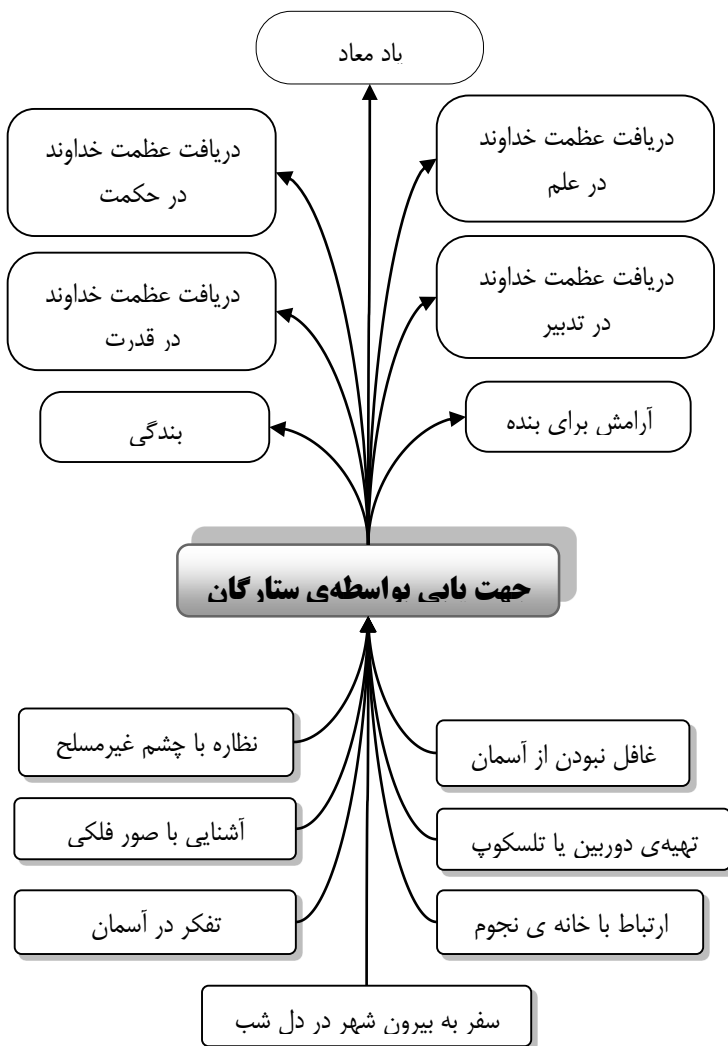 یاد معاد
دریافت عظمت خداوند
در علم
دریافت عظمت خداوند
در حکمت
دریافت عظمت خداوند
در تدبیر
دریافت عظمت خداوند
در قدرت
آرامش برای بنده
بندگی
جهت یابی بواسطه‌ی ستارگان
غافل نبودن از آسمان
نظاره با چشم غیرمسلح
تهیه‌ی دوربین یا تلسکوپ
آشنایی با صور فلکی
ارتباط با خانه ی نجوم
تفکر در آسمان
سفر به بیرون شهر در دل شب